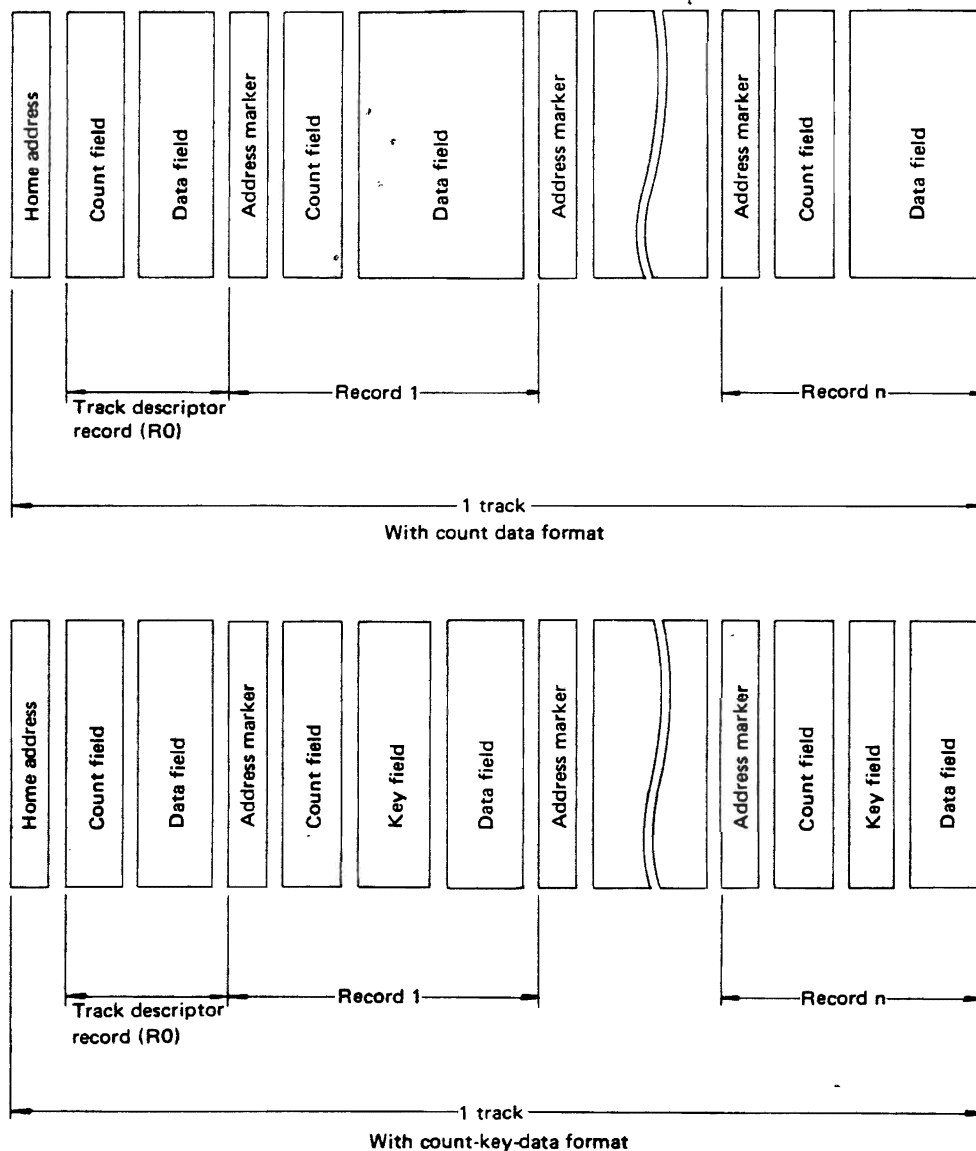 Home address
Count field
Data field
Address marker
Count field
Data field
Address marker
Address marker
Count field
Data field
Record 1
Record n
Track descriptor
record (R0)
1 track
With count data format
Home address
Count field
Data field
Address marker
Count field
Key field
Data field
Address marker
Address marker
Count field
Key field
Data field
Record 1
Record n
Track descriptor
record (R0)
1 track
With count-key-data format